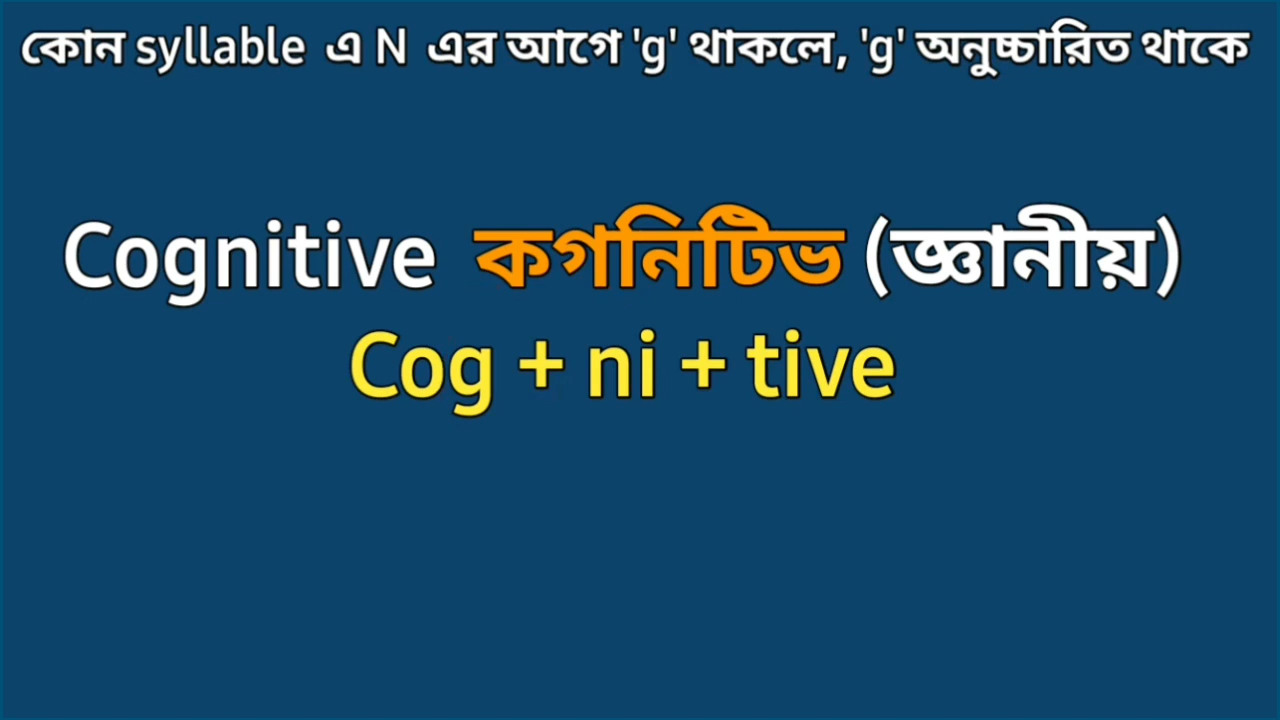 কোন syllable এ N এর আগে 'g' থাকলে, 'g' অনুচ্চারিত থাকে
Cognitive কগনিটিভ (জ্ঞানীয়)
Cog + ni + tive